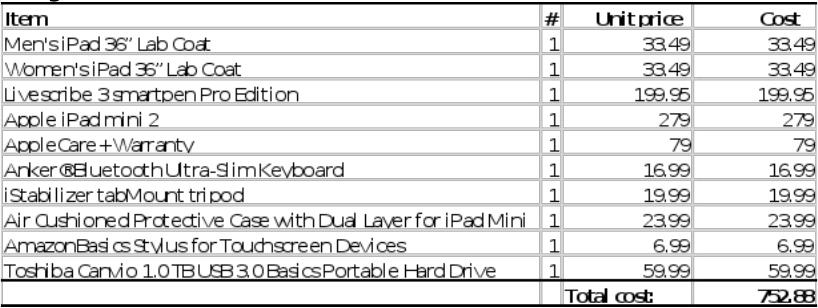 Item # Unit price Cost
Men's iPad 36" Lab Coat 1 33.49 33.49
Women's iPad 36" Lab Coat 1 33.49 33.49
Livescribe 3 smartpen Pro Edition 1 199.95 199.95
Apple iPad mini 2 1 279 279
AppleCare + Warranty 1 79 79
Anker ® Bluetooth Ultra-Slim Keyboard 1 16.99 16.99
iStabilizer tabMount tripod 1 19.99 19.99
Air Cushioned Protective Case with Dual Layer for iPad Mini 1 23.99 23.99
AmazonBasics Stylus for Touchscreen Devices 1 6.99 6.99
Toshiba Canvio 1.0 TB USB 3.0 Basics Portable Hard Drive 1 59.99 59.99
Total cost: 752.88